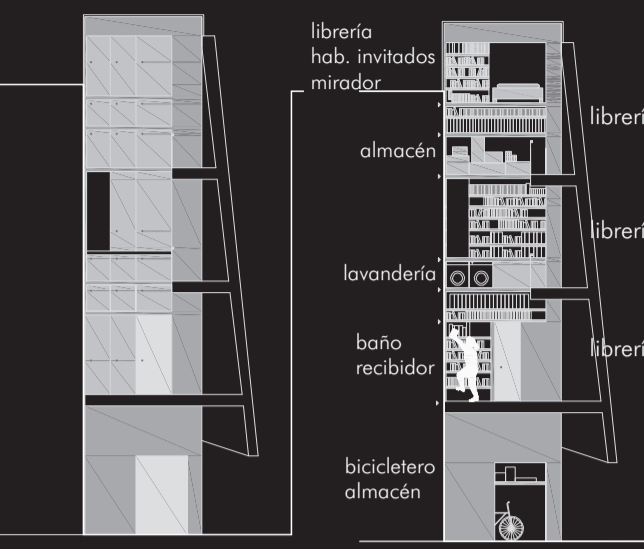 librería
hab. invitados
mirador
almacén
lavandería
baño
recibidor
bicicletero
almacén